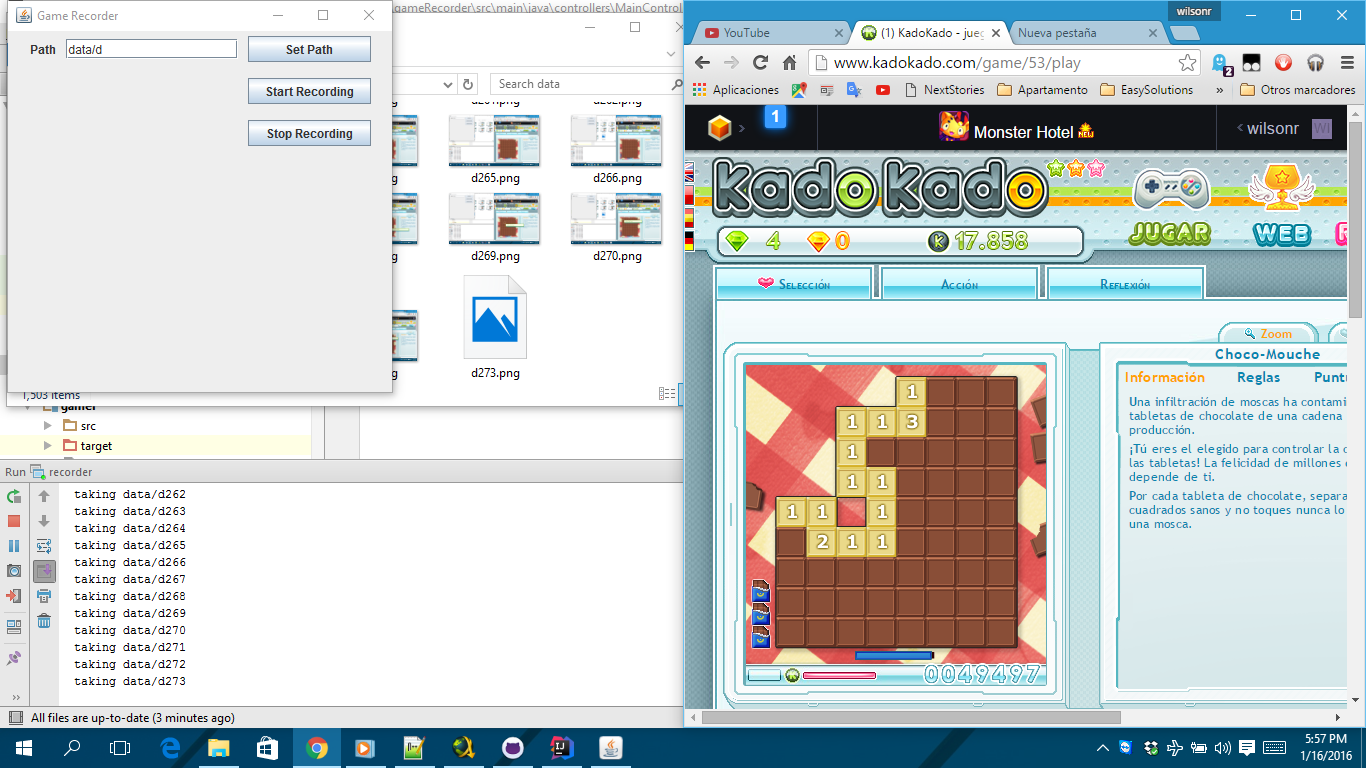 Game Recorder
Path data/d Set Path
Start Recording
Stop Recording
.gameRecorder\src\main\java\controllers\MainControl
Search data
d265.png
d266.png
d269.png
d270.png
d273.png
1,503 items
gamer
src
target
Run recorder
taking data/d262
taking data/d263
taking data/d264
taking data/d265
taking data/d266
taking data/d267
taking data/d268
taking data/d269
taking data/d270
taking data/d271
taking data/d272
taking data/d273
All files are up-to-date (3 minutes ago)
wilsonr
YouTube
(1) KadoKado - jueg
Nueva pestaña
www.kadokado.com/game/53/play
2
Aplicaciones
NextStories
Apartamento
EasySolutions
»
Otros marcadores
1
Monster Hotel NEW
wilsonr WI
KadoKado
4 0 K 17.858
JUGAR
WEB
Selección
Acción
Reflexión
Zoom
Choco-Mouche
Información Reglas Puntu
Una infiltración de moscas ha contami
tabletas de chocolate de una cadena
producción.
¡Tú eres el elegido para controlar la c
las tabletas! La felicidad de millones
depende de ti.
Por cada tableta de chocolate, separa
cuadrados sanos y no toques nunca lo
una mosca.
1
1 1 3
1
1 1
1 1 1
2 1 1
0049497
5:57 PM
1/16/2016